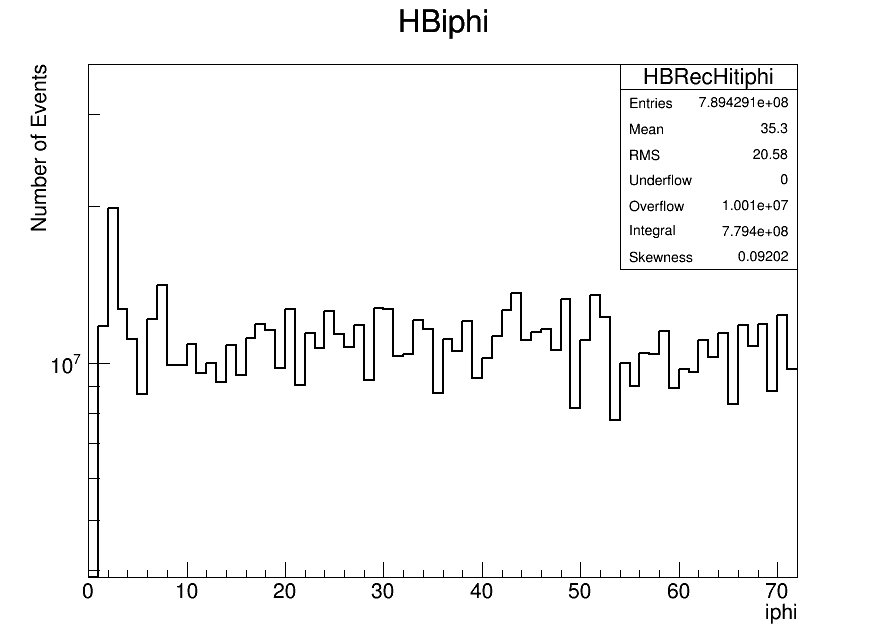 HBiphi
Number of Events
HBRecHitiphi
Entries 7.894291e+08
Mean 35.3
RMS 20.58
Underflow 0
Overflow 1.001e+07
Integral 7.794e+08
Skewness 0.09202
10^7
0 10 20 30 40 50 60 70
iphi